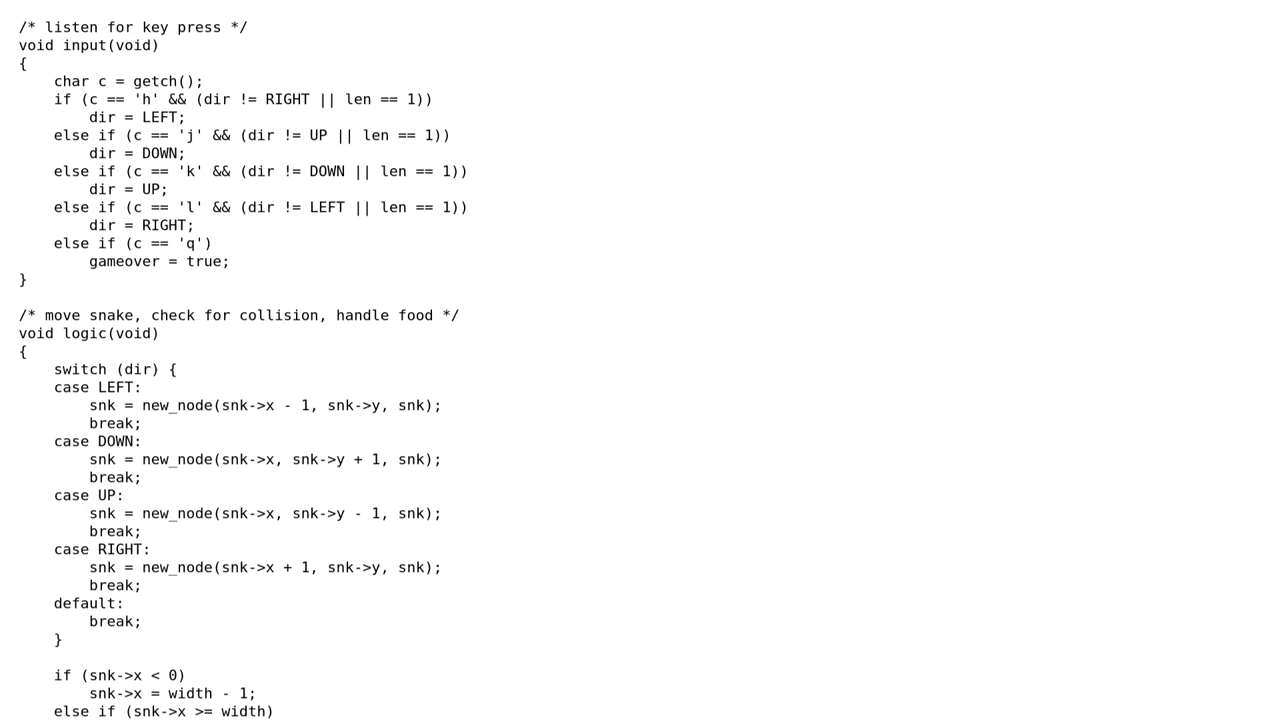 /* listen for key press */
void input(void)
{
    char c = getch();
    if (c == 'h' && (dir != RIGHT || len == 1))
        dir = LEFT;
    else if (c == 'j' && (dir != UP || len == 1))
        dir = DOWN;
    else if (c == 'k' && (dir != DOWN || len == 1))
        dir = UP;
    else if (c == 'l' && (dir != LEFT || len == 1))
        dir = RIGHT;
    else if (c == 'q')
        gameover = true;
}

/* move snake, check for collision, handle food */
void logic(void)
{
    switch (dir) {
    case LEFT:
        snk = new_node(snk->x - 1, snk->y, snk);
        break;
    case DOWN:
        snk = new_node(snk->x, snk->y + 1, snk);
        break;
    case UP:
        snk = new_node(snk->x, snk->y - 1, snk);
        break;
    case RIGHT:
        snk = new_node(snk->x + 1, snk->y, snk);
        break;
    default:
        break;
    }

    if (snk->x < 0)
        snk->x = width - 1;
    else if (snk->x >= width)